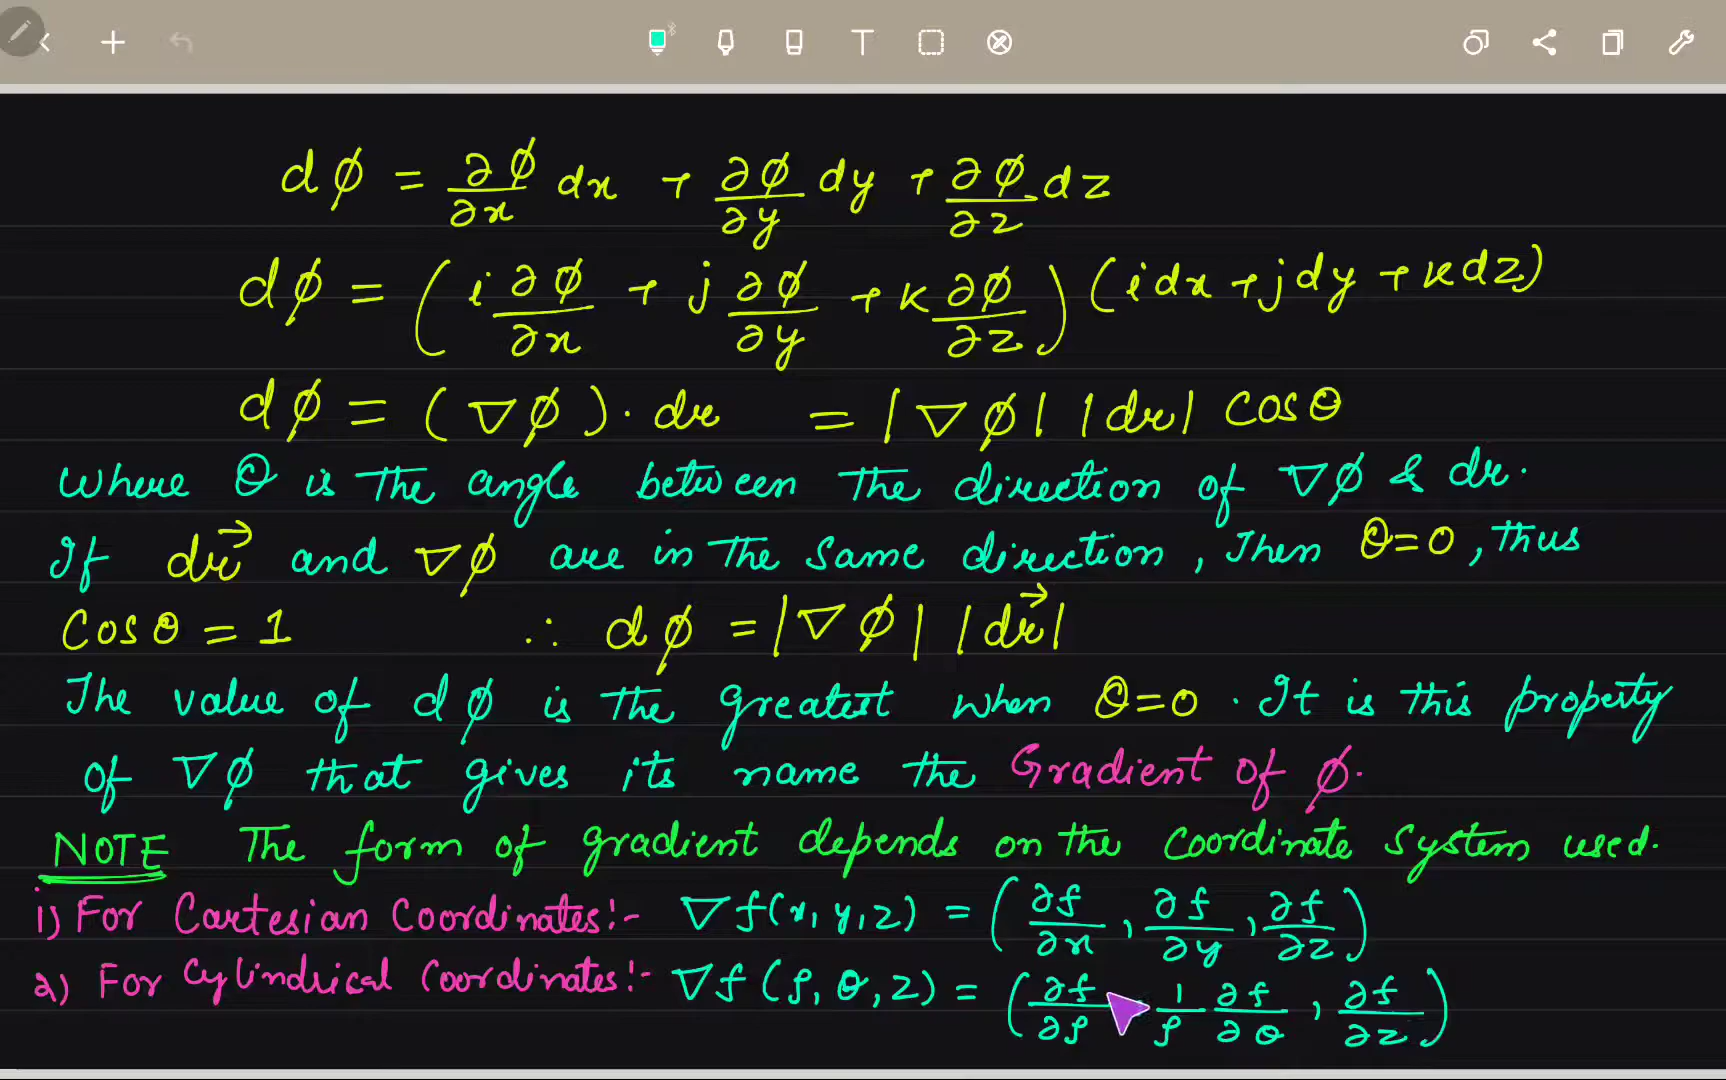 dϕ = ∂ϕ/∂x dx + ∂ϕ/∂y dy + ∂ϕ/∂z dz
dϕ = (i ∂ϕ/∂x + j ∂ϕ/∂y + k ∂ϕ/∂z) (i dx + j dy + k dz)
dϕ = (∇ϕ) · dr = |∇ϕ| |dr| cosθ
where θ is the angle between the direction of ∇ϕ & dr.
If dr⃗ and ∇ϕ are in the same direction, Then θ=0, thus
Cosθ = 1 ∴ dϕ = |∇ϕ| |dr⃗|
The value of dϕ is the greatest when θ=0. It is this property
of ∇ϕ that gives its name the Gradient of ϕ.
NOTE The form of gradient depends on the Coordinate system used.
i) For Cartesian Coordinates:- ∇f(x, y, z) = (∂f/∂x, ∂f/∂y, ∂f/∂z)
2) For Cylindrical Coordinates:- ∇f(ρ, θ, z) = (∂f/∂ρ 1/ρ ∂f/∂θ, ∂f/∂z)